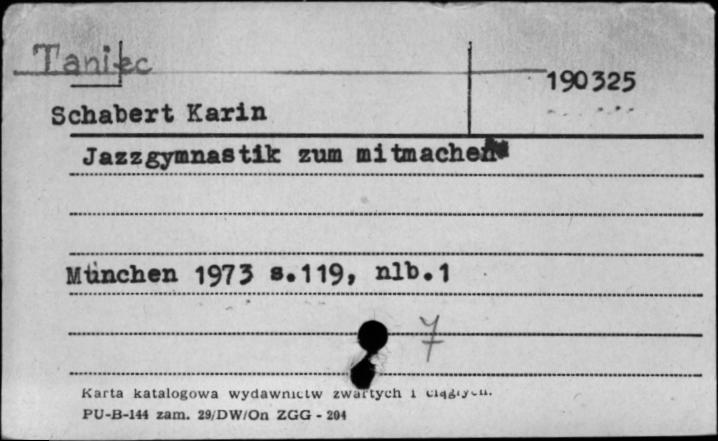 Taniec
190325
Schabert Karin
Jazzgymnastik zum mitmachen
München 1973 s.119, nlb.1
7
Karta katalogowa wydawnictw zwartych i ciągłych.
PU-B-144 zam. 29/DW/On ZGG - 204